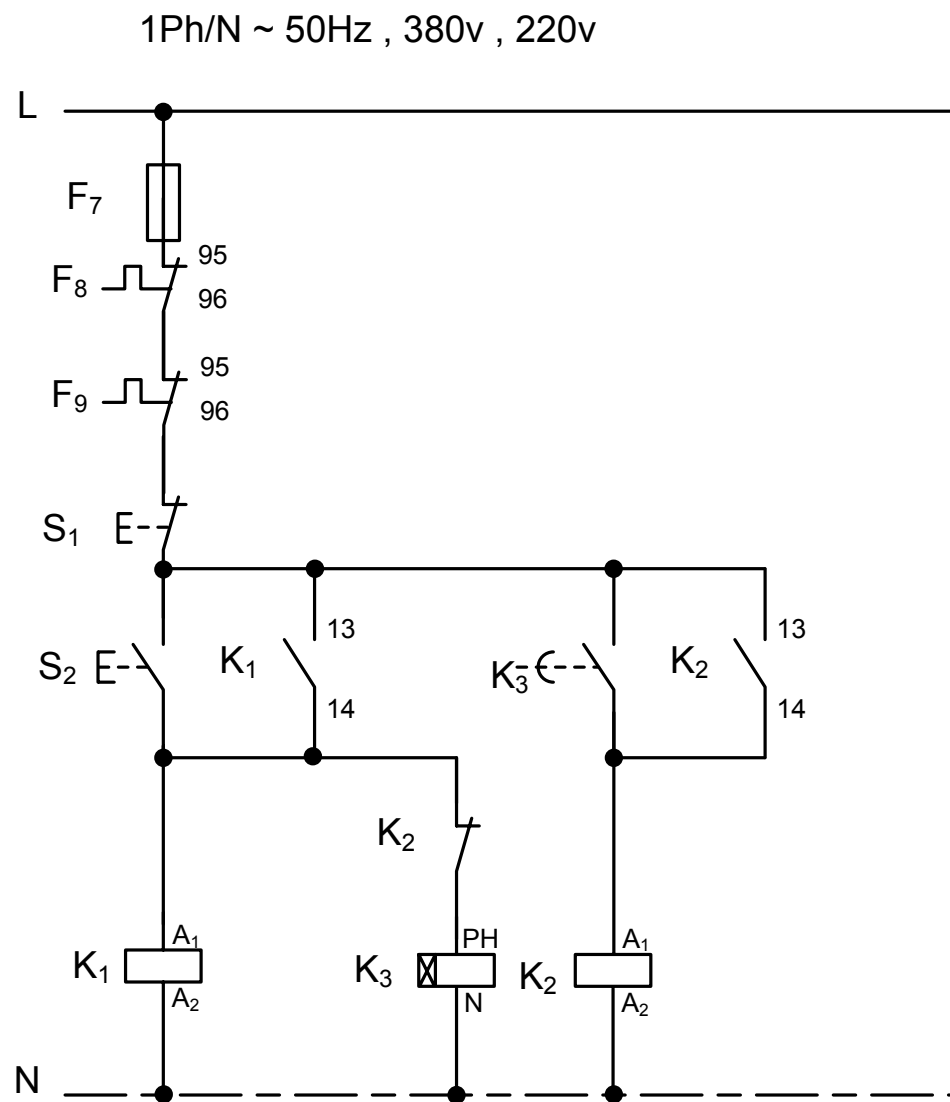 1Ph/N ~ 50Hz , 380v , 220v
L
F7
95
F8
96
95
F9
96
S1
13 13
S2 K1 K3 K2
14 14
K2
A1 PH A1
K1 K3 K2
A2 N A2
N